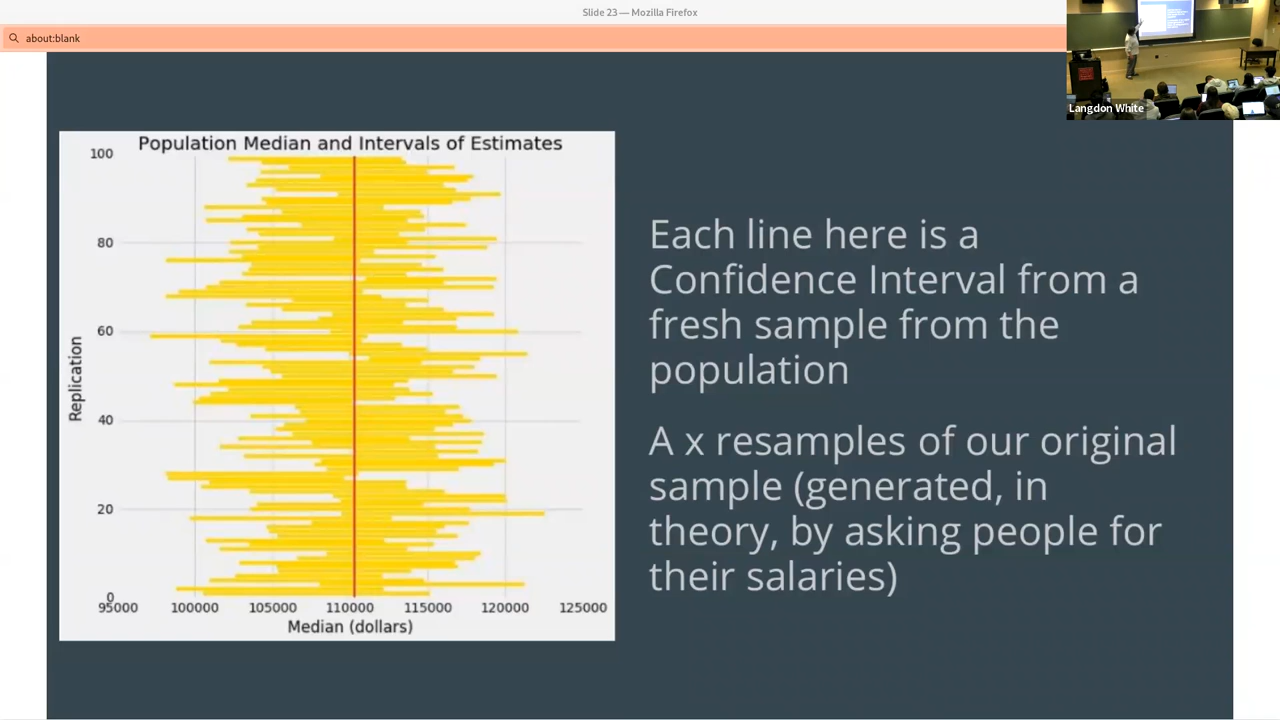 Slide 23 — Mozilla Firefox
about:blank
Langdon White
Population Median and Intervals of Estimates
100
80
60
40
20
0
Replication
95000 100000 105000 110000 115000 120000 125000
Median (dollars)
Each line here is a
Confidence Interval from a
fresh sample from the
population
A x resamples of our original
sample (generated, in
theory, by asking people for
their salaries)